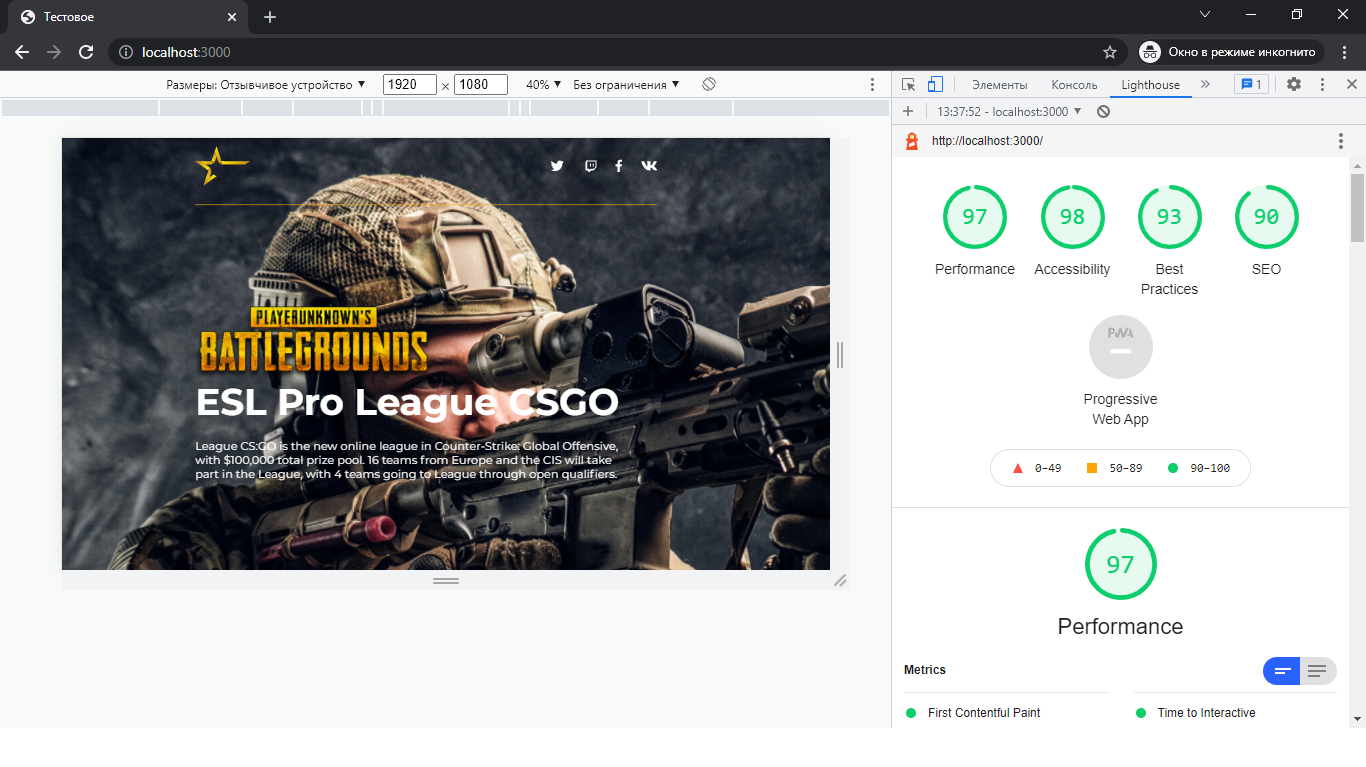 Тестовое
localhost:3000
Окно в режиме инкогнито
Размеры: Отзывчивое устройство ▼ 1920 × 1080 40% ▼ Без ограничения ▼
Элементы Консоль Lighthouse » 1
13:37:52 - localhost:3000 ▼
http://localhost:3000/
PLAYERUNKNOWN'S
BATTLEGROUNDS
ESL Pro League CSGO
League CS:GO is the new online league in Counter-Strike: Global Offensive,
with $100,000 total prize pool. 16 teams from Europe and the CIS will take
part in the League, with 4 teams going to League through open qualifiers.
97 98 93 90
Performance Accessibility Best Practices SEO
PWA
Progressive
Web App
0–49 50–89 90–100
97
Performance
Metrics
First Contentful Paint Time to Interactive